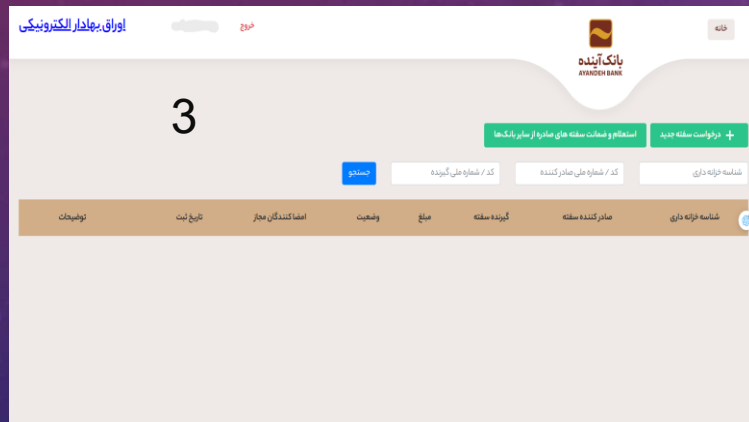 خانه
بانک آینده
AYANDEH BANK
خروج
اوراق بهادار الکترونیکی
3
+ درخواست سفته جدید
استعلام و ضمانت سفته های صادره از سایر بانک‌ها
شناسه خزانه داری
کد / شماره ملی صادر کننده
کد / شماره ملی گیرنده
جستجو
شناسه خزانه داری صادر کننده سفته گیرنده سفته مبلغ وضعیت امضا کنندگان مجاز تاریخ ثبت توضیحات